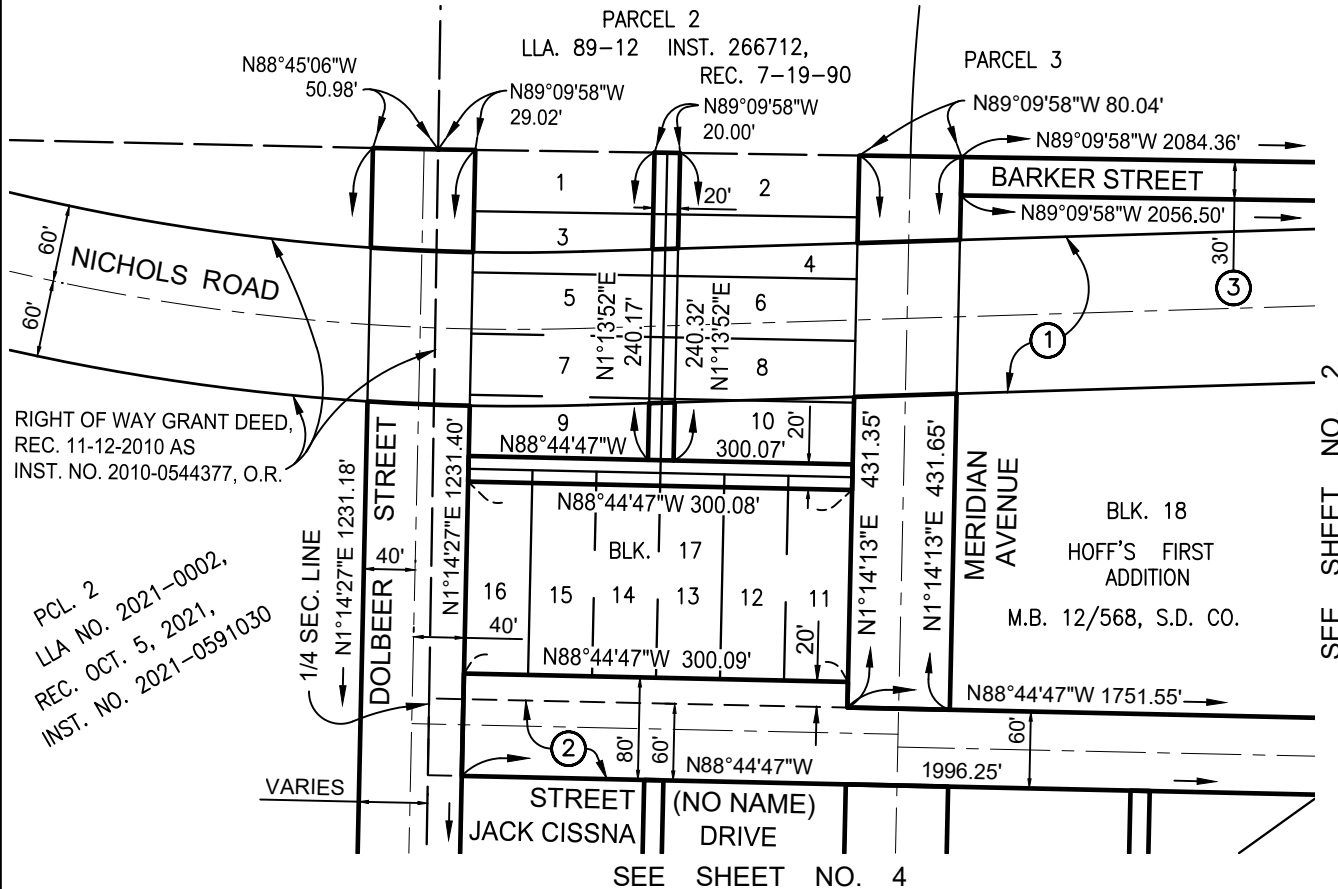 PARCEL 2
LLA. 89-12 INST. 266712,
REC. 7-19-90
PARCEL 3
N88°45'06"W
50.98'
N89°09'58"W
29.02'
N89°09'58"W
20.00'
N89°09'58"W 80.04'
N89°09'58"W 2084.36'
BARKER STREET
N89°09'58"W 2056.50'
1
2
20'
3
4
5
6
7
8
9
10
60'
60'
NICHOLS ROAD
N1°13'52"E
240.17'
240.32'
N1°13'52"E
30'
3
1
RIGHT OF WAY GRANT DEED,
REC. 11-12-2010 AS
INST. NO. 2010-0544377, O.R.
N88°44'47"W 300.07'
20'
N88°44'47"W 300.08'
BLK. 17
16
15
14
13
12
11
40'
40'
20'
N88°44'47"W 300.09'
1/4 SEC. LINE
N1°14'27"E 1231.18'
DOLBEER STREET
N1°14'27"E 1231.40'
N1°14'13"E 431.35'
N1°14'13"E 431.65'
MERIDIAN
AVENUE
BLK. 18
HOFF'S FIRST
ADDITION
M.B. 12/568, S.D. CO.
SEE SHEET NO. 2
PCL. 2
LLA NO. 2021-0002,
REC. OCT. 5, 2021,
INST. NO. 2021-0591030
N88°44'47"W 1751.55'
2
80'
60'
60'
N88°44'47"W 1996.25'
VARIES
STREET (NO NAME)
JACK CISSNA DRIVE
SEE SHEET NO. 4